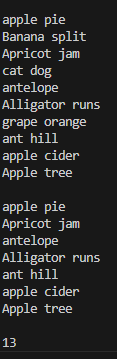 apple pie
Banana split
Apricot jam
cat dog
antelope
Alligator runs
grape orange
ant hill
apple cider
Apple tree

apple pie
Apricot jam
antelope
Alligator runs
ant hill
apple cider
Apple tree

13